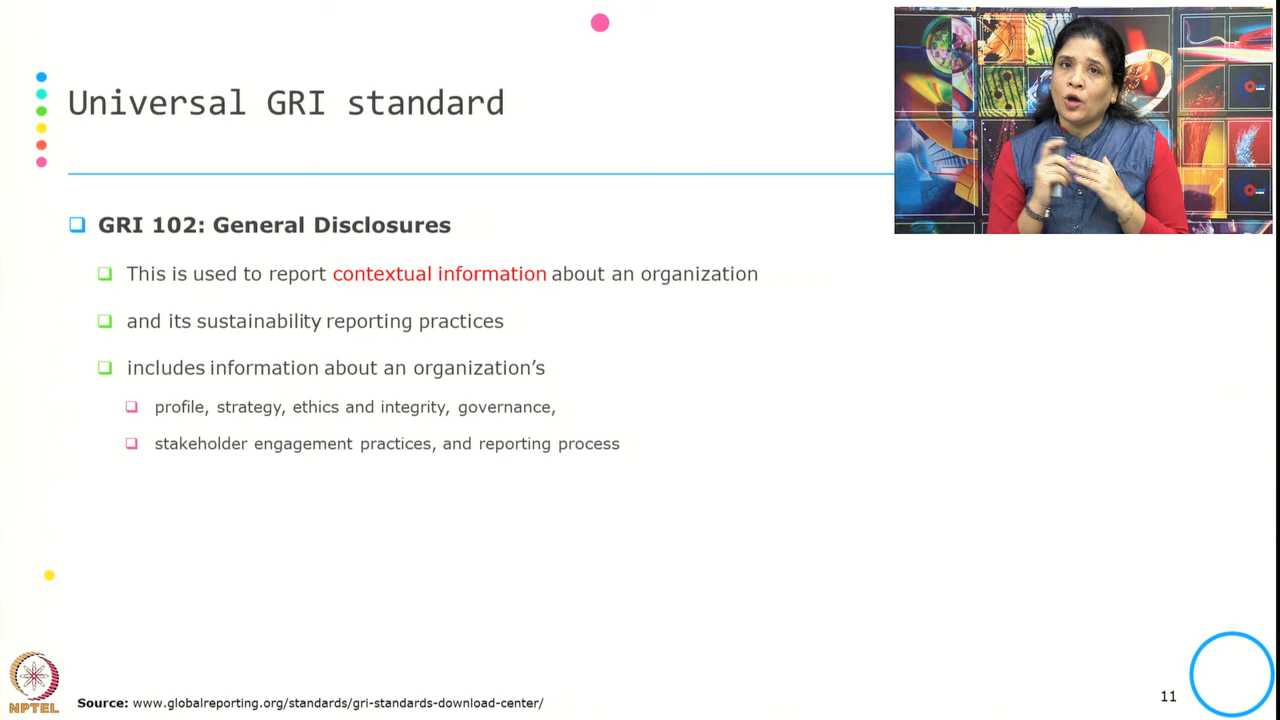 Universal GRI standard
GRI 102: General Disclosures
This is used to report contextual information about an organization
and its sustainability reporting practices
includes information about an organization’s
profile, strategy, ethics and integrity, governance,
stakeholder engagement practices, and reporting process
NPTEL
Source: www.globalreporting.org/standards/gri-standards-download-center/
11